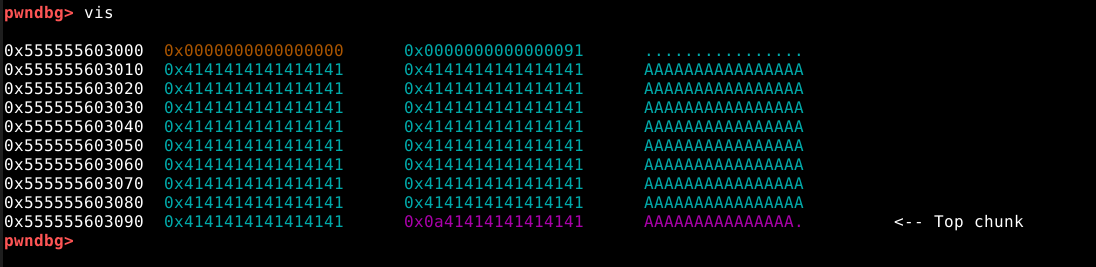 pwndbg> vis
0x555555603000 0x0000000000000000 0x0000000000000091 ................
0x555555603010 0x4141414141414141 0x4141414141414141 AAAAAAAAAAAAAAAA
0x555555603020 0x4141414141414141 0x4141414141414141 AAAAAAAAAAAAAAAA
0x555555603030 0x4141414141414141 0x4141414141414141 AAAAAAAAAAAAAAAA
0x555555603040 0x4141414141414141 0x4141414141414141 AAAAAAAAAAAAAAAA
0x555555603050 0x4141414141414141 0x4141414141414141 AAAAAAAAAAAAAAAA
0x555555603060 0x4141414141414141 0x4141414141414141 AAAAAAAAAAAAAAAA
0x555555603070 0x4141414141414141 0x4141414141414141 AAAAAAAAAAAAAAAA
0x555555603080 0x4141414141414141 0x4141414141414141 AAAAAAAAAAAAAAAA
0x555555603090 0x4141414141414141 0x0a41414141414141 AAAAAAAAAAAAAAA. <-- Top chunk
pwndbg>